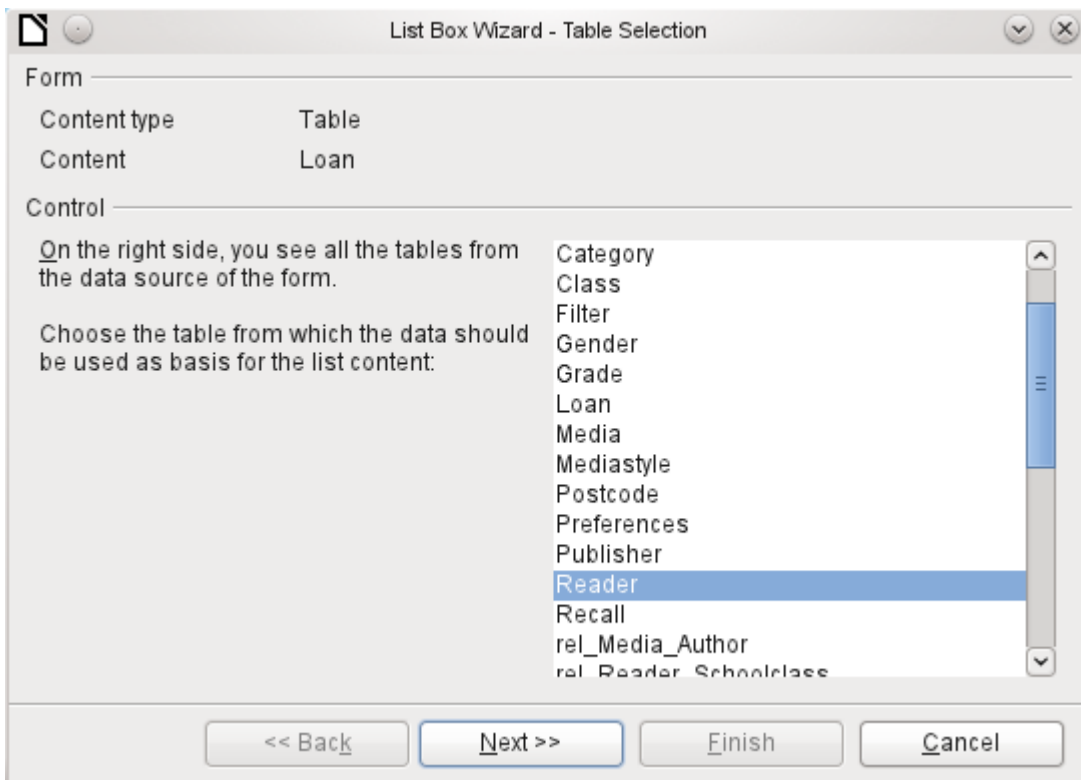 List Box Wizard - Table Selection
Form
Content type Table
Content Loan
Control
On the right side, you see all the tables from
the data source of the form.
Choose the table from which the data should
be used as basis for the list content:
Category
Class
Filter
Gender
Grade
Loan
Media
Mediastyle
Postcode
Preferences
Publisher
Reader
Recall
rel_Media_Author
rel_Reader_Schoolclass
<< Back Next >> Finish Cancel